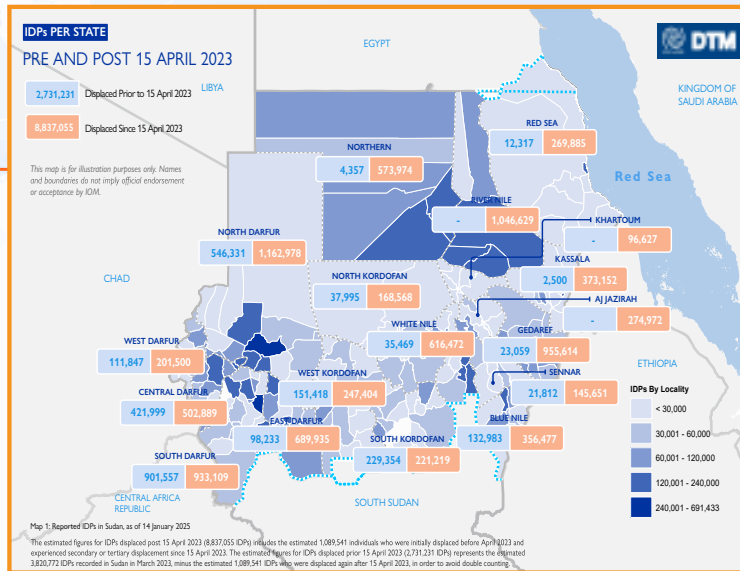 IDPs PER STATE
PRE AND POST 15 APRIL 2023
2,731,231 Displaced Prior to 15 April 2023
8,837,055 Displaced Since 15 April 2023
This map is for illustration purposes only. Names
and boundaries do not imply official endorsement
or acceptance by IOM.
EGYPT
LIBYA
DTM
KINGDOM OF
SAUDI ARABIA
Red Sea
RED SEA
12,317 269,885
NORTHERN
4,357 573,974
RIVER NILE
- 1,046,629
KHARTOUM
- 96,627
NORTH DARFUR
546,331 1,162,978
KASSALA
2,500 373,152
CHAD
NORTH KORDOFAN
37,995 168,568
AJ JAZIRAH
- 274,972
WHITE NILE
35,469 616,472
GEDAREF
23,059 955,614
WEST DARFUR
111,847 201,500
ETHIOPIA
WEST KORDOFAN
151,418 247,404
SENNAR
21,812 145,651
CENTRAL DARFUR
421,999 502,889
EAST DARFUR
98,233 689,935
BLUE NILE
132,983 356,477
SOUTH KORDOFAN
229,354 221,219
SOUTH DARFUR
901,557 933,109
CENTRAL AFRICA
REPUBLIC
SOUTH SUDAN
IDPs By Locality
< 30,000
30,001 - 60,000
60,001 - 120,000
120,001 - 240,000
240,001 - 691,433
Map 1: Reported IDPs in Sudan, as of 14 January 2025
The estimated figures for IDPs displaced post 15 April 2023 (8,837,055 IDPs) includes the estimated 1,089,541 individuals who were initially displaced before April 2023 and
experienced secondary or tertiary displacement since 15 April 2023. The estimated figures for IDPs displaced prior 15 April 2023 (2,731,231 IDPs) represents the estimated
3,820,772 IDPs recorded in Sudan in March 2023, minus the estimated 1,089,541 IDPs who were displaced again after 15 April 2023, in order to avoid double counting.